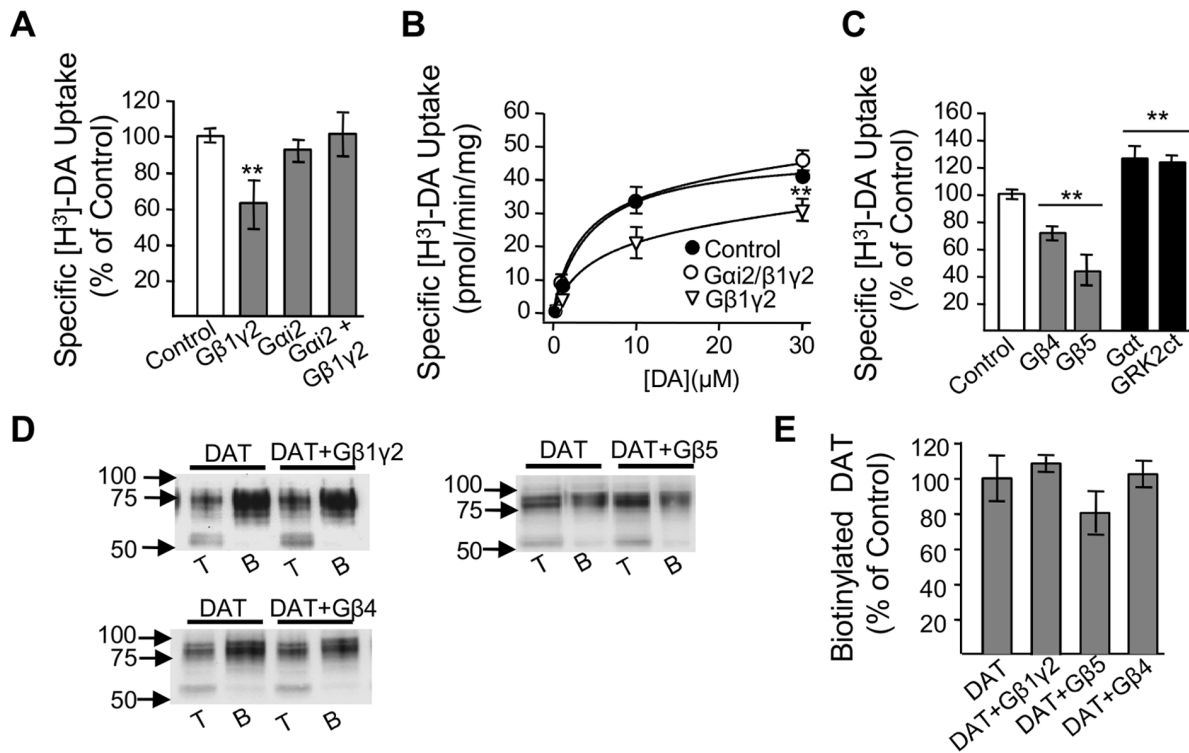 A
Specific [H³]-DA Uptake
(% of Control)
120
100
80
60
40
20
**
Control
Gβ1γ2
Gαi2
Gαi2 +
Gβ1γ2
B
Specific [H³]-DA Uptake
(pmol/min/mg)
60
50
40
30
20
10
0
**
Control
Gαi2/β1γ2
Gβ1γ2
0
10
20
30
[DA](µM)
C
Specific [H³]-DA Uptake
(% of Control)
160
140
120
100
80
60
40
20
**
**
Control
Gβ4
Gβ5
Gαt
GRK2ct
D
DAT DAT+Gβ1γ2
100
75
50
T B T B
DAT DAT+Gβ5
100
75
50
T B T B
DAT DAT+Gβ4
100
75
50
T B T B
E
Biotinylated DAT
(% of Control)
120
100
80
60
40
20
DAT
DAT+Gβ1γ2
DAT+Gβ5
DAT+Gβ4